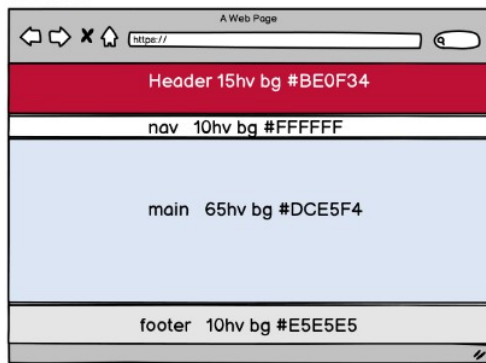 A Web Page
https://
Header 15hv bg #BE0F34
nav 10hv bg #FFFFFF
main 65hv bg #DCE5F4
footer 10hv bg #E5E5E5